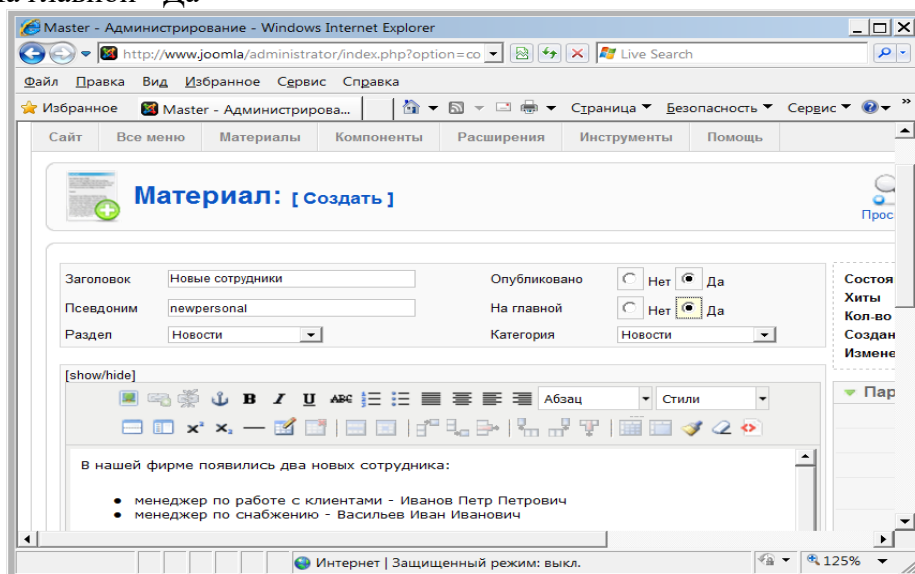 на главной - Да
Master - Администрирование - Windows Internet Explorer
http://www.joomla/administrator/index.php?option=co
Live Search
Файл Правка Вид Избранное Сервис Справка
Избранное Master - Администрирова... Страница Безопасность Сервис »
Сайт Все меню Материалы Компоненты Расширения Инструменты Помощь
Материал: [ Создать ]
Прос
Заголовок Новые сотрудники Опубликовано Нет Да
Псевдоним newpersonal На главной Нет Да
Раздел Новости Категория Новости
Состоя
Хиты
Кол-во
Создан
Измене
[show/hide]
B I U ABC Абзац Стили
Пар
В нашей фирме появились два новых сотрудника:
• менеджер по работе с клиентами - Иванов Петр Петрович
• менеджер по снабжению - Васильев Иван Иванович
Интернет | Защищенный режим: выкл. 125%